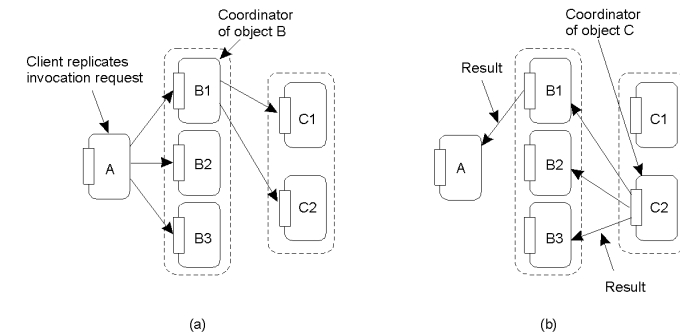 Coordinator
of object B
Client replicates
invocation request
A
B1
B2
B3
C1
C2
(a)
Coordinator
of object C
Result
A
B1
B2
B3
C1
C2
Result
(b)